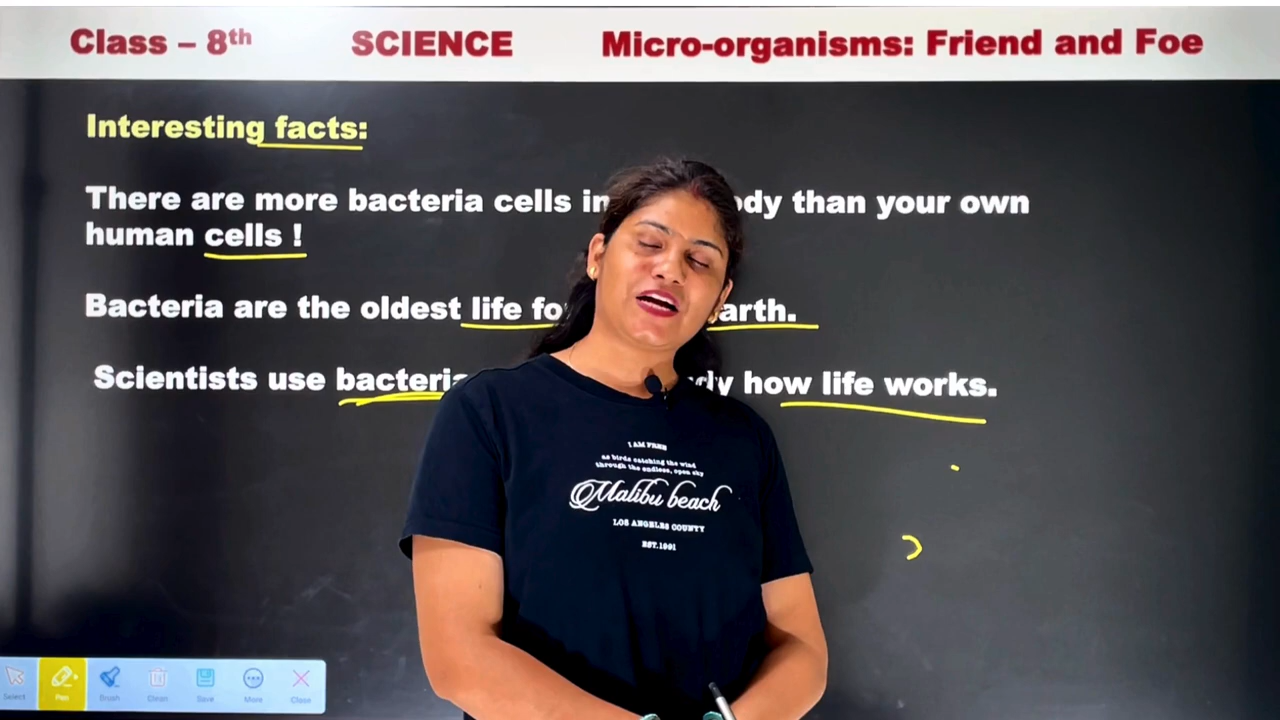 Class – 8th SCIENCE Micro-organisms: Friend and Foe
Interesting facts:
There are more bacteria cells in ody than your own
human cells !
Bacteria are the oldest life fo arth.
Scientists use bacteria dy how life works.
I AM FREE
as birds catching the wind
through the endless, open sky
Malibu beach
LOS ANGELES COUNTY
EST.1991
Select Pen Brush Clean Save More Close